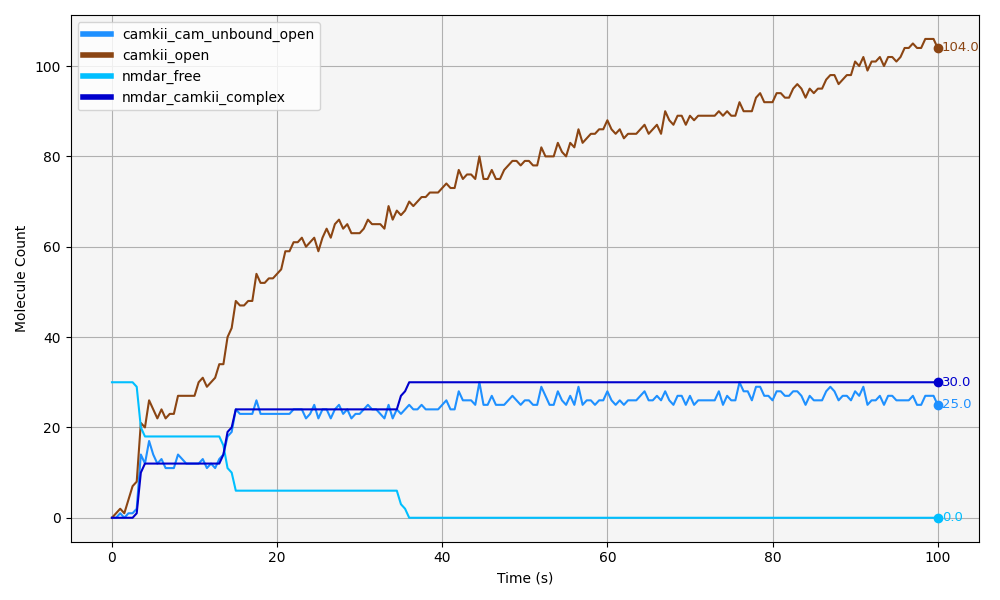 camkii_cam_unbound_open
camkii_open
nmdar_free
nmdar_camkii_complex
104.0
30.0
25.0
0.0
100
80
60
40
20
0
Molecule Count
0 20 40 60 80 100
Time (s)